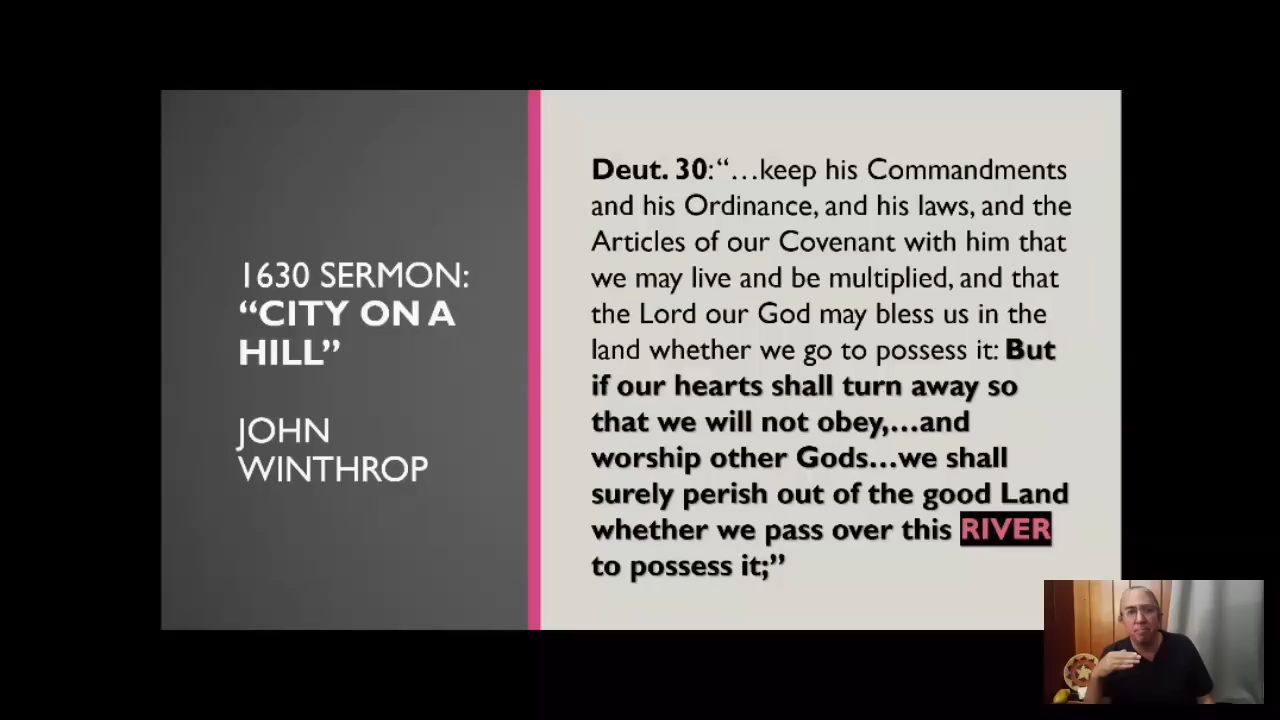 1630 SERMON:
“CITY ON A
HILL”
JOHN
WINTHROP
Deut. 30:“…keep his Commandments
and his Ordinance, and his laws, and the
Articles of our Covenant with him that
we may live and be multiplied, and that
the Lord our God may bless us in the
land whether we go to possess it: But
if our hearts shall turn away so
that we will not obey,…and
worship other Gods…we shall
surely perish out of the good Land
whether we pass over this RIVER
to possess it;”